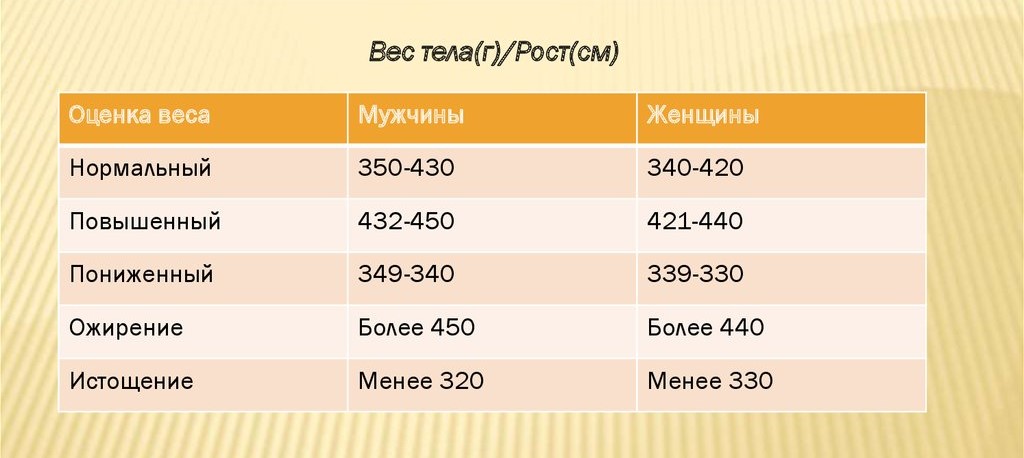 Вес тела(г)/Рост(см)
Оценка веса Мужчины Женщины
Нормальный 350-430 340-420
Повышенный 432-450 421-440
Пониженный 349-340 339-330
Ожирение Более 450 Более 440
Истощение Менее 320 Менее 330